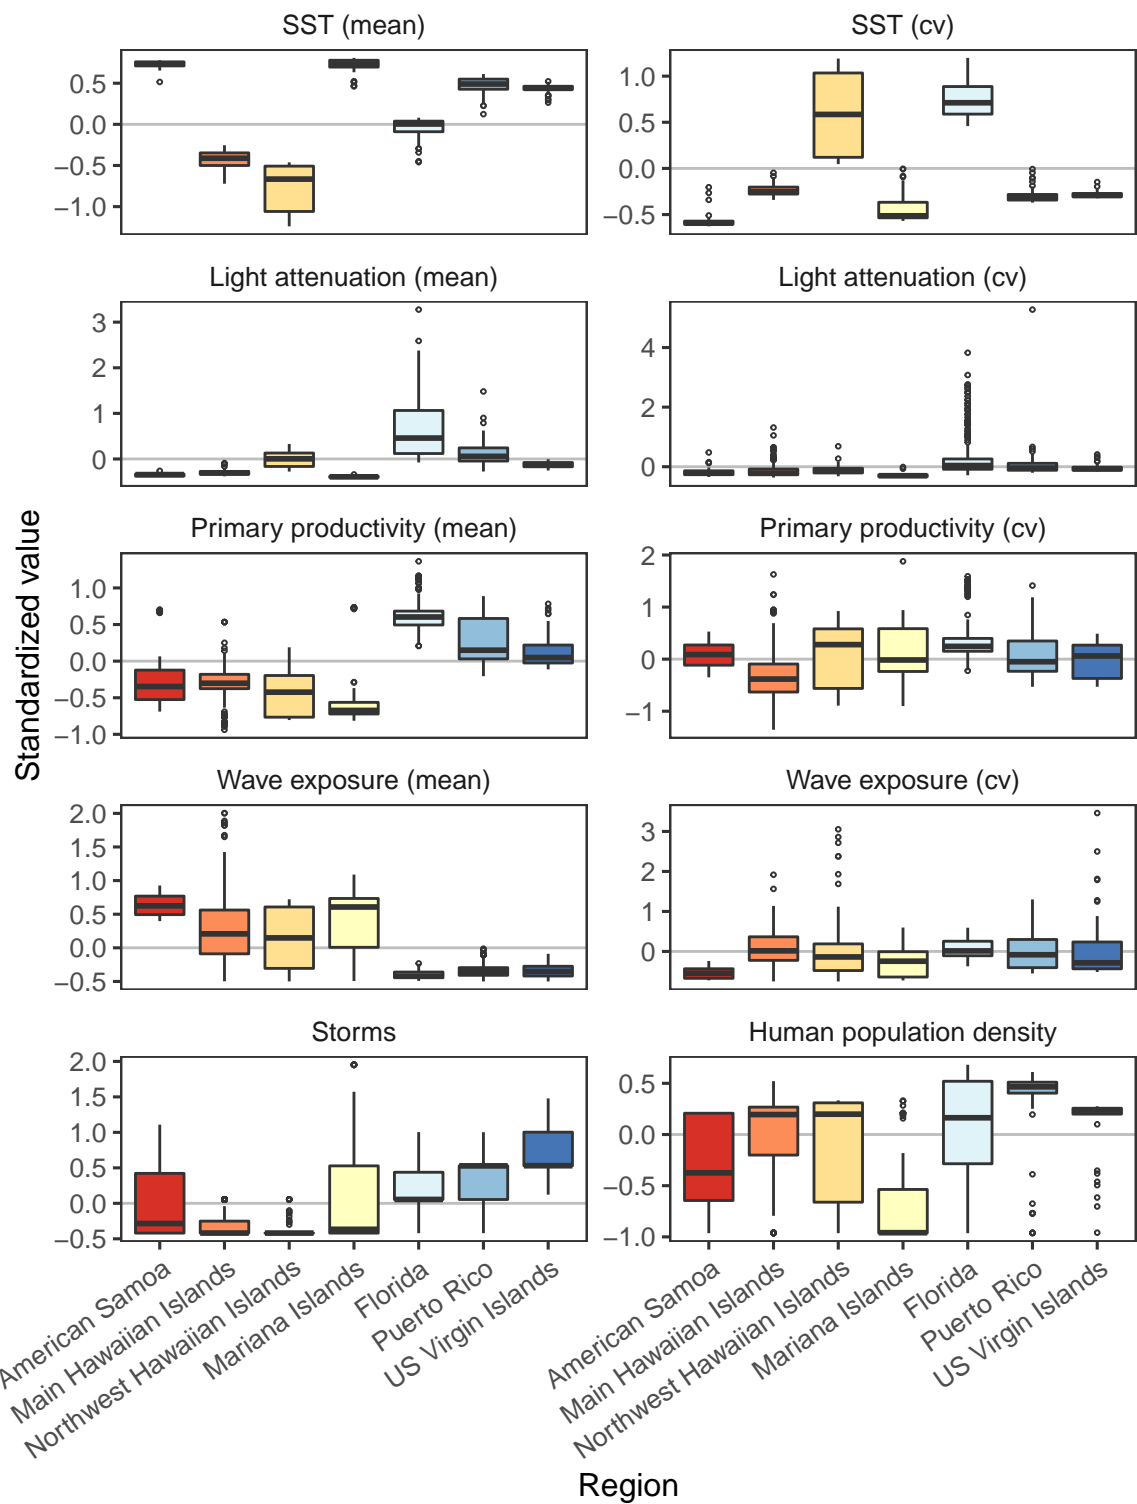 SST (mean)
SST (cv)
0.5
0.0
−0.5
−1.0
1.0
0.5
0.0
−0.5
Light attenuation (mean)
Light attenuation (cv)
3
2
1
0
4
2
0
Primary productivity (mean)
Primary productivity (cv)
1.0
0.5
0.0
−0.5
−1.0
2
1
0
−1
Standardized value
Wave exposure (mean)
Wave exposure (cv)
2.0
1.5
1.0
0.5
0
−0.5
3
2
1
0
Storms
Human population density
2.0
1.5
1.0
0.5
0.0
−0.5
0.5
0.0
−0.5
−1.0
American Samoa
Main Hawaiian Islands
Northwest Hawaiian Islands
Mariana Islands
Florida
Puerto Rico
US Virgin Islands
American Samoa
Main Hawaiian Islands
Northwest Hawaiian Islands
Mariana Islands
Florida
Puerto Rico
US Virgin Islands
Region